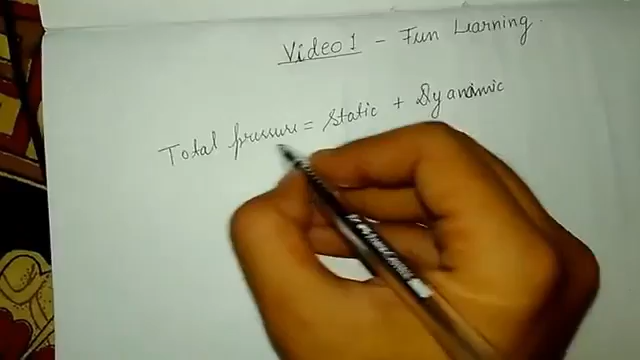 Video 1 - Fun Learning.
Total pressure = Static + Dyanamic